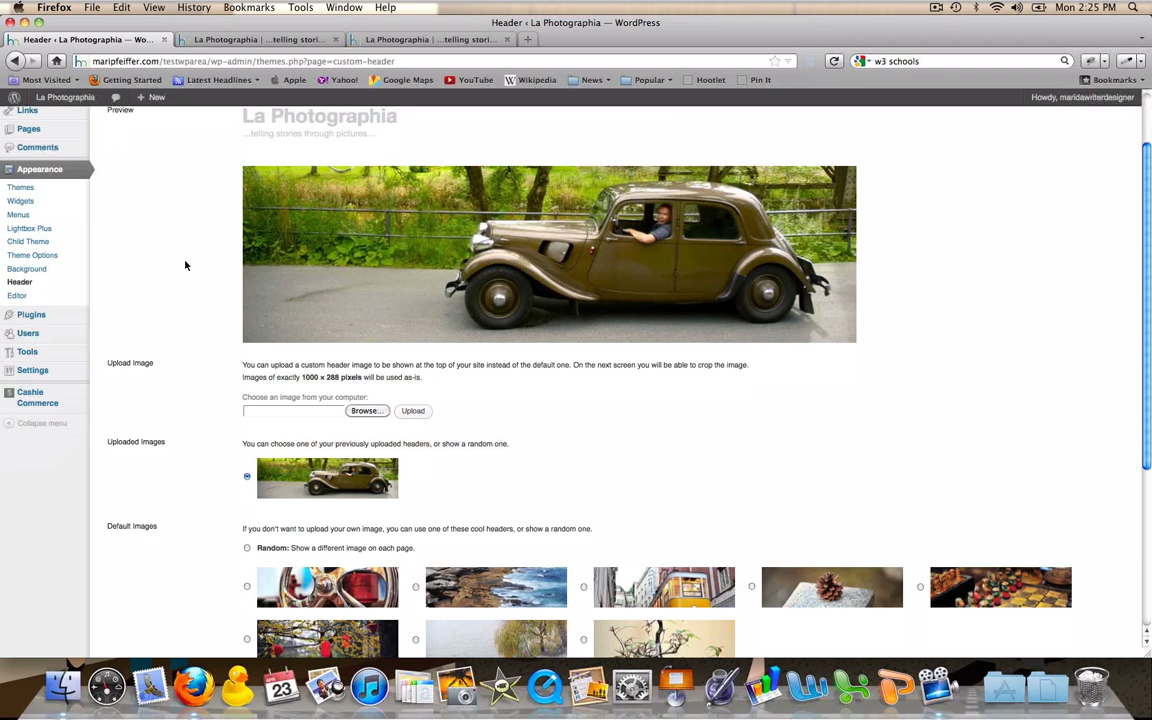 Firefox File Edit View History Bookmarks Tools Window Help Mon 2:25 PM
Header ‹ La Photographia — WordPress
Header ‹ La Photographia — Wo... La Photographia | ...telling stori... La Photographia | ...telling stori...
maripfeiffer.com/testwparea/wp-admin/themes.php?page=custom-header w3 schools
Most Visited Getting Started Latest Headlines Apple Yahoo! Google Maps YouTube Wikipedia News Popular Hootlet Pin It Bookmarks
La Photographia New Howdy, maridawriterdesigner
Links
Pages
Comments
Appearance
Themes
Widgets
Menus
Lightbox Plus
Child Theme
Theme Options
Background
Header
Editor
Plugins
Users
Tools
Settings
Cashie
Commerce
Collapse menu
Preview
La Photographia
...telling stories through pictures...
Upload Image
You can upload a custom header image to be shown at the top of your site instead of the default one. On the next screen you will be able to crop the image.
Images of exactly 1000 × 288 pixels will be used as-is.
Choose an image from your computer:
Browse... Upload
Uploaded Images
You can choose one of your previously uploaded headers, or show a random one.
Default Images
If you don't want to upload your own image, you can use one of these cool headers, or show a random one.
Random: Show a different image on each page.
APR
23